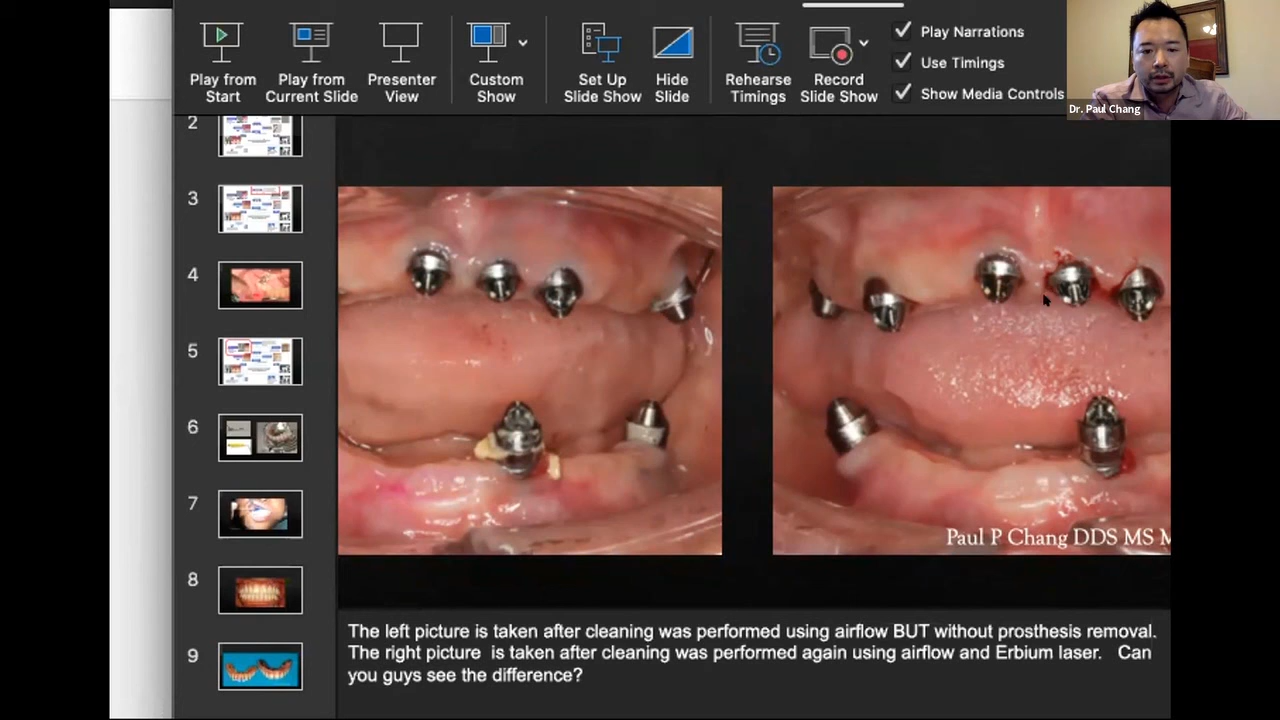 Play from
Start
Play from
Current Slide
Presenter
View
Custom
Show
Set Up
Slide Show
Hide
Slide
Rehearse
Timings
Record
Slide Show
Play Narrations
Use Timings
Show Media Controls
Dr. Paul Chang
2
3
4
5
6
7
8
9
Paul P Chang DDS MS M
The left picture is taken after cleaning was performed using airflow BUT without prosthesis removal.
The right picture is taken after cleaning was performed again using airflow and Erbium laser. Can
you guys see the difference?